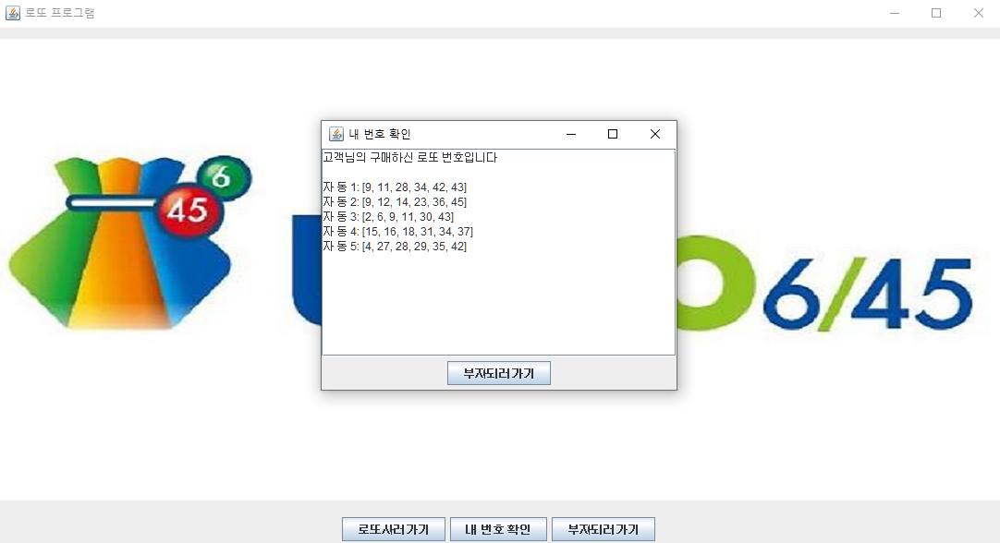 로또 프로그램
내 번호 확인
고객님의 구매하신 로또 번호입니다
자 동 1: [9, 11, 28, 34, 42, 43]
자 동 2: [9, 12, 14, 23, 36, 45]
자 동 3: [2, 6, 9, 11, 30, 43]
자 동 4: [15, 16, 18, 31, 34, 37]
자 동 5: [4, 27, 28, 29, 35, 42]
부자되러가기
6
45
O6/45
로또사러가기
내 번호 확인
부자되러가기